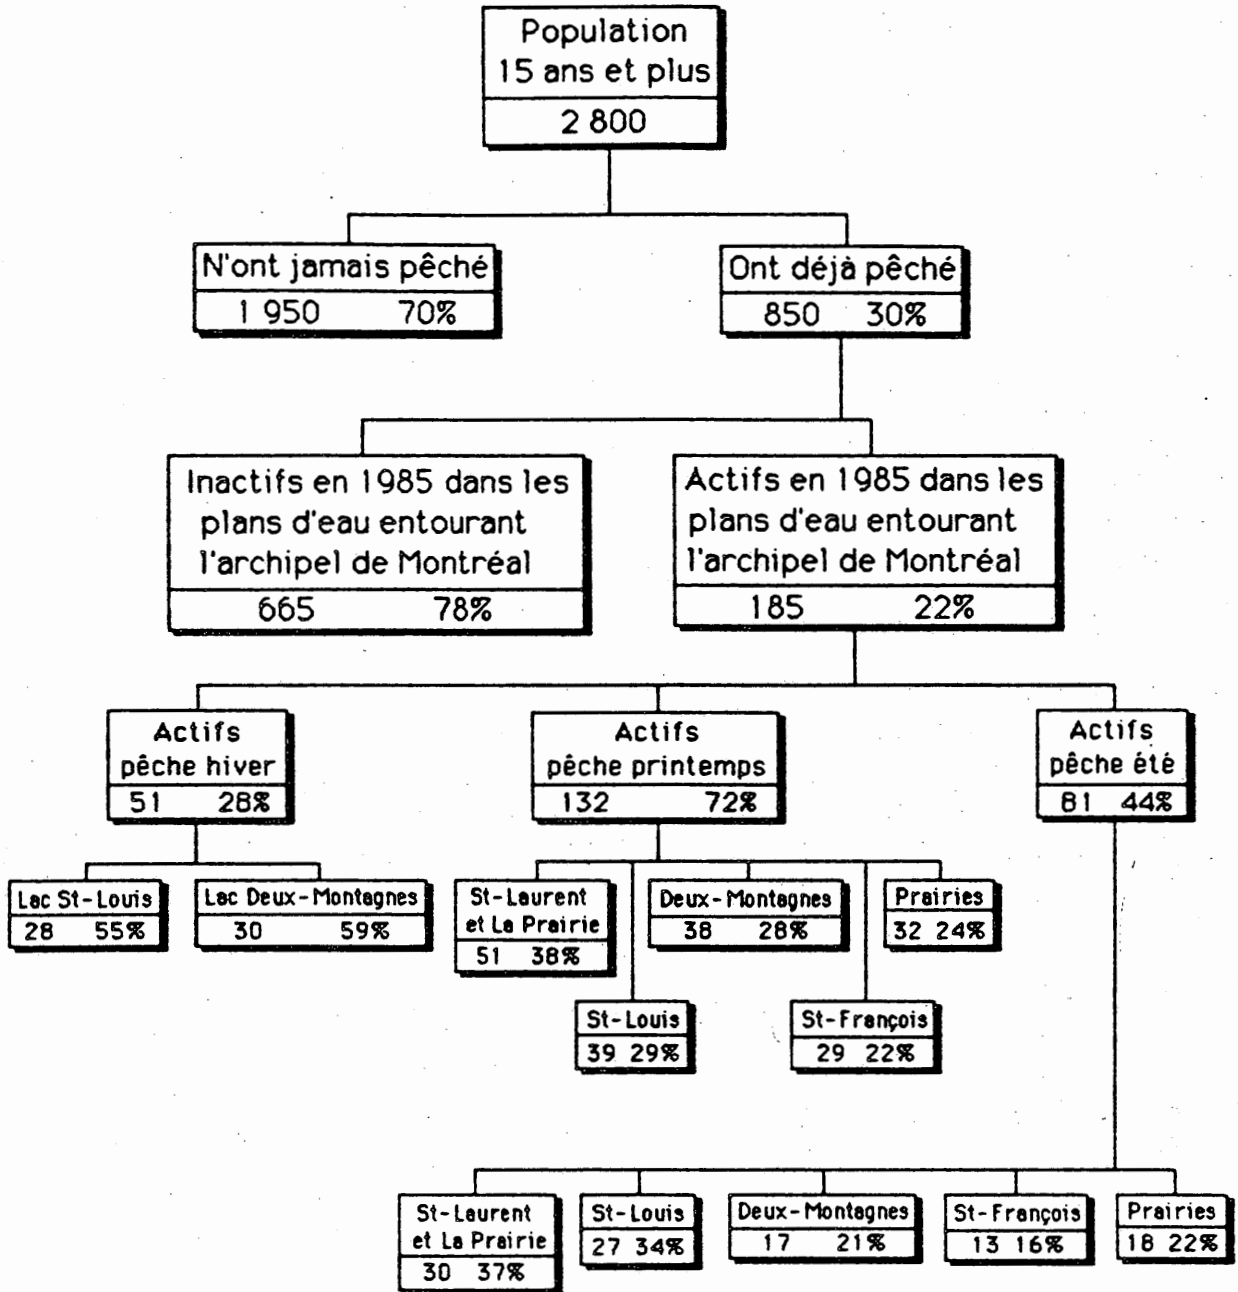 Population
15 ans et plus
2 800
N'ont jamais pêché
1 950 70%
Ont déjà pêché
850 30%
Inactifs en 1985 dans les
plans d'eau entourant
l'archipel de Montréal
665 78%
Actifs en 1985 dans les
plans d'eau entourant
l'archipel de Montréal
185 22%
Actifs
pêche hiver
51 28%
Actifs
pêche printemps
132 72%
Actifs
pêche été
81 44%
Lac St-Louis
28 55%
Lac Deux-Montagnes
30 59%
St-Laurent
et La Prairie
51 38%
Deux-Montagnes
38 28%
Prairies
32 24%
St-Louis
39 29%
St-François
29 22%
St-Laurent
et La Prairie
30 37%
St-Louis
27 34%
Deux-Montagnes
17 21%
St-François
13 16%
Prairies
18 22%